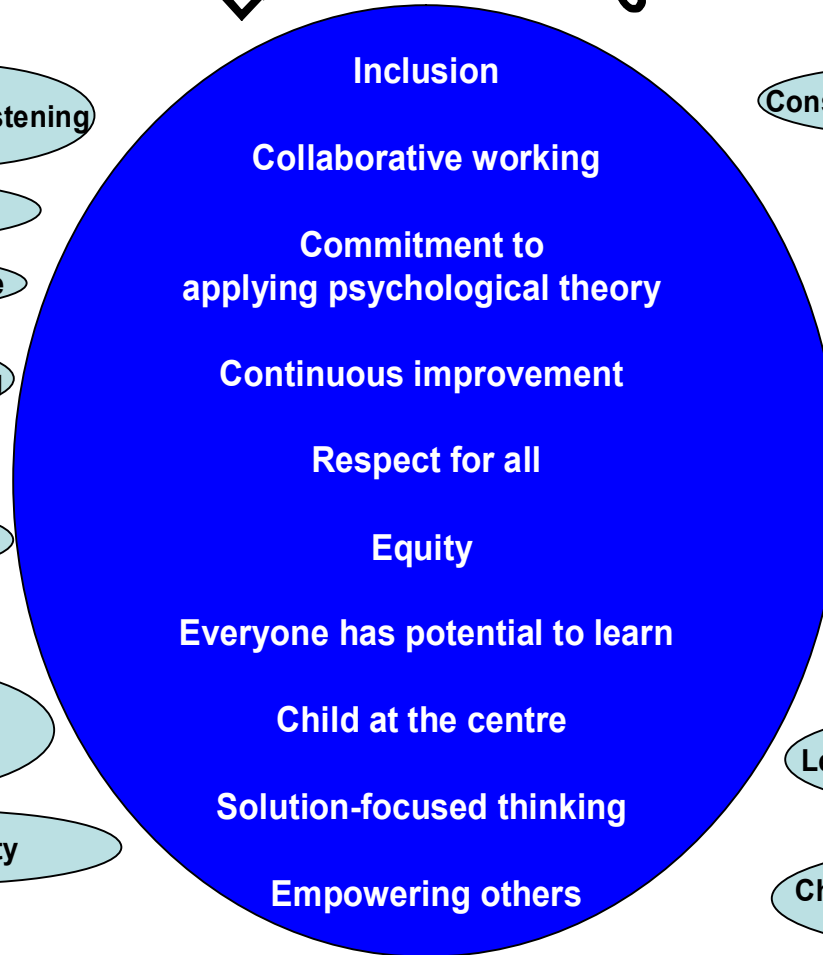 Inclusion
Collaborative working
Commitment to
applying psychological theory
Continuous improvement
Respect for all
Equity
Everyone has potential to learn
Child at the centre
Solution-focused thinking
Empowering others